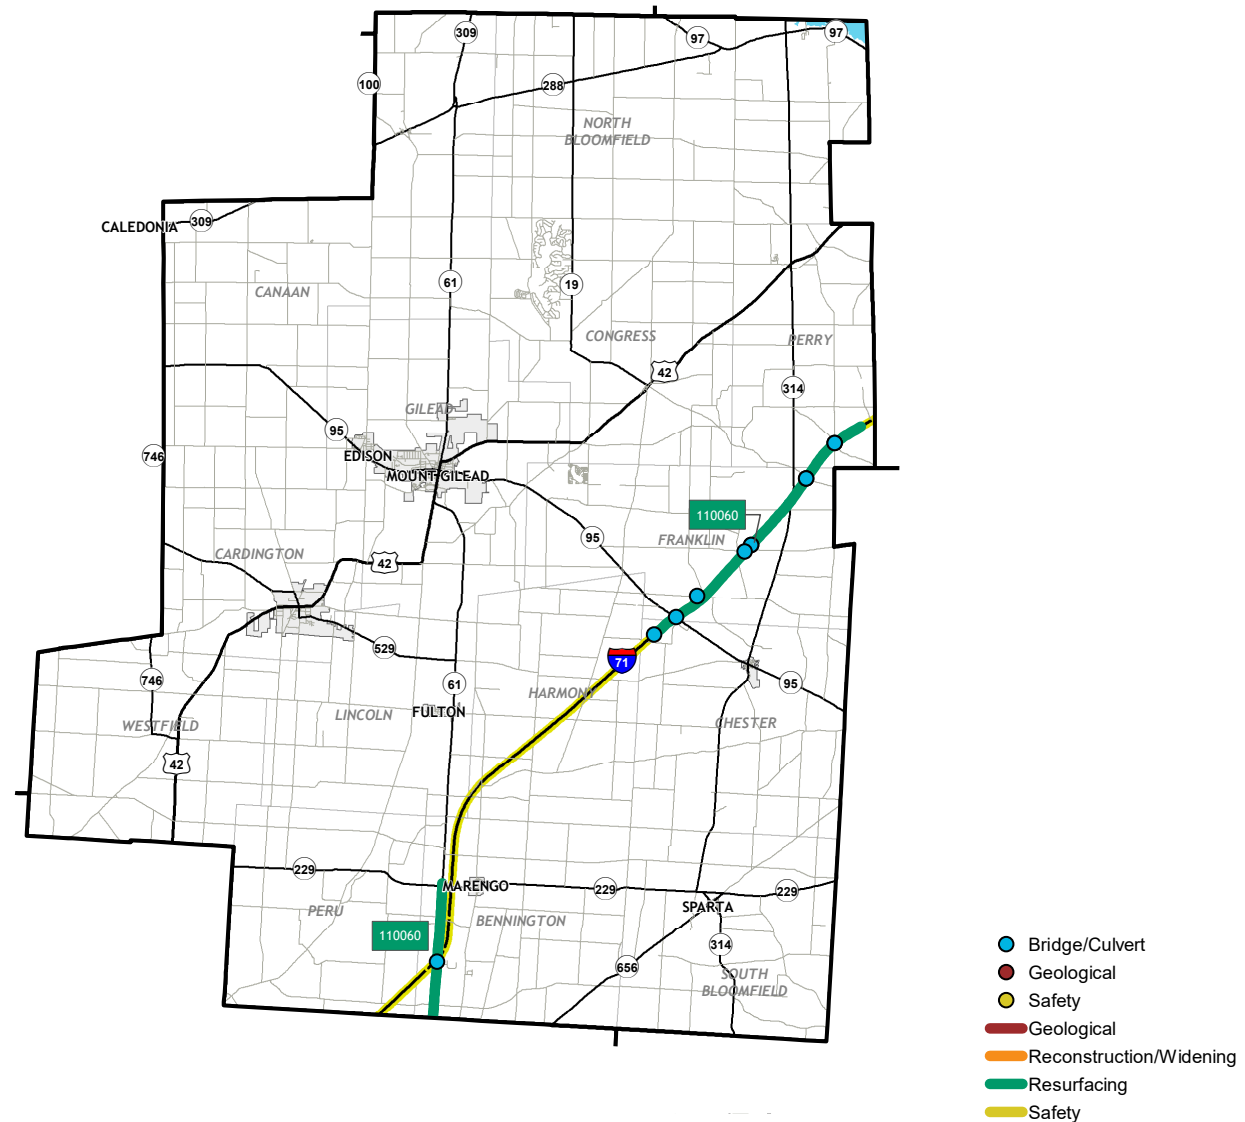 309
97
97
100
288
NORTH
BLOOMFIELD
CALEDONIA
309
CANAAN
61
19
CONGRESS
PERRY
42
314
GILEAD
95
EDISON
746
MOUNT GILEAD
110060
95
FRANKLIN
CARDINGTON
42
529
71
746
61
HARMONY
95
LINCOLN
FULTON
WESTFIELD
CHESTER
42
229
MARENGO
229
229
PERU
SPARTA
BENNINGTON
110060
314
656
SOUTH
BLOOMFIELD
Bridge/Culvert
Geological
Safety
Geological
Reconstruction/Widening
Resurfacing
Safety